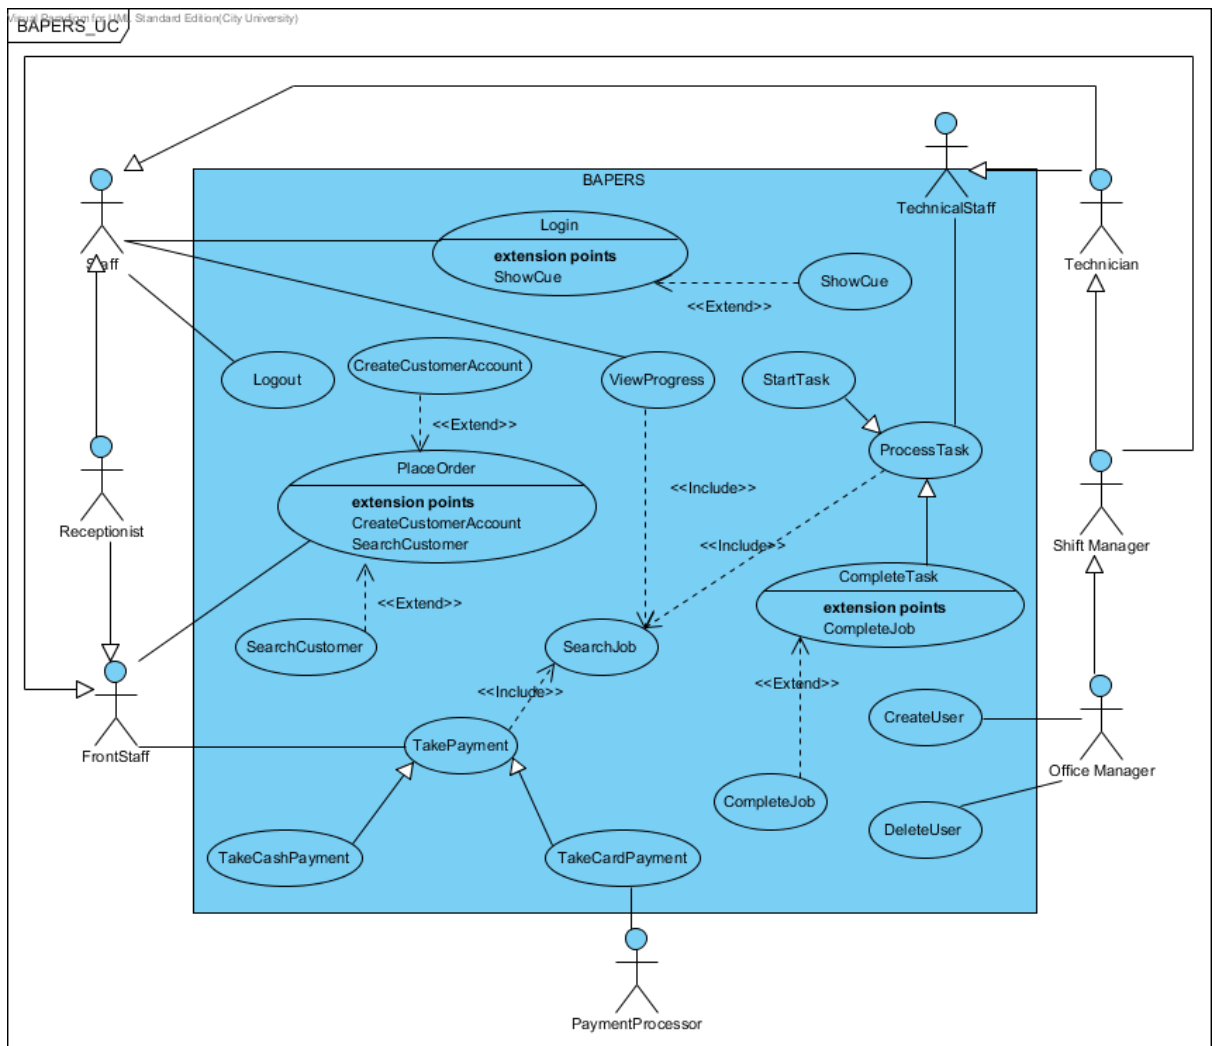 Visual Paradigm for UML Standard Edition(City University)
BAPERS_UC
BAPERS
TechnicalStaff
Login
extension points
ShowCue
Staff
Technician
ShowCue
<<Extend>>
CreateCustomerAccount
Logout
ViewProgress
StartTask
<<Extend>>
ProcessTask
PlaceOrder
extension points
CreateCustomerAccount
SearchCustomer
<<Include>>
Receptionist
<<Include>>
Shift Manager
CompleteTask
extension points
CompleteJob
<<Extend>>
SearchCustomer
SearchJob
<<Include>>
<<Extend>>
CreateUser
FrontStaff
TakePayment
Office Manager
CompleteJob
DeleteUser
TakeCashPayment
TakeCardPayment
PaymentProcessor